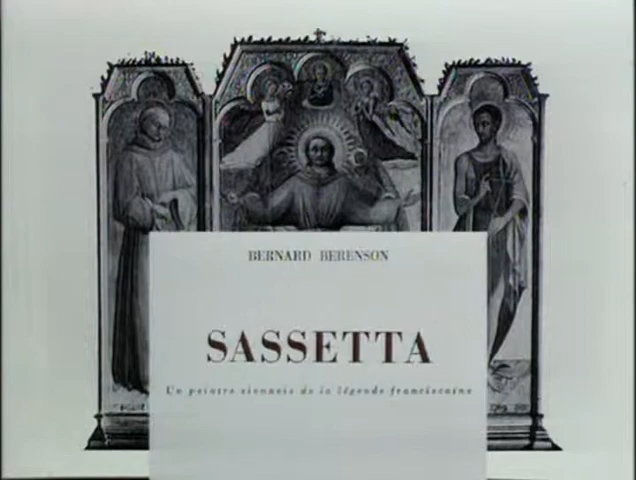 BERNARD BERENSON
SASSETTA
Un peintre siennois de la légende franciscaine